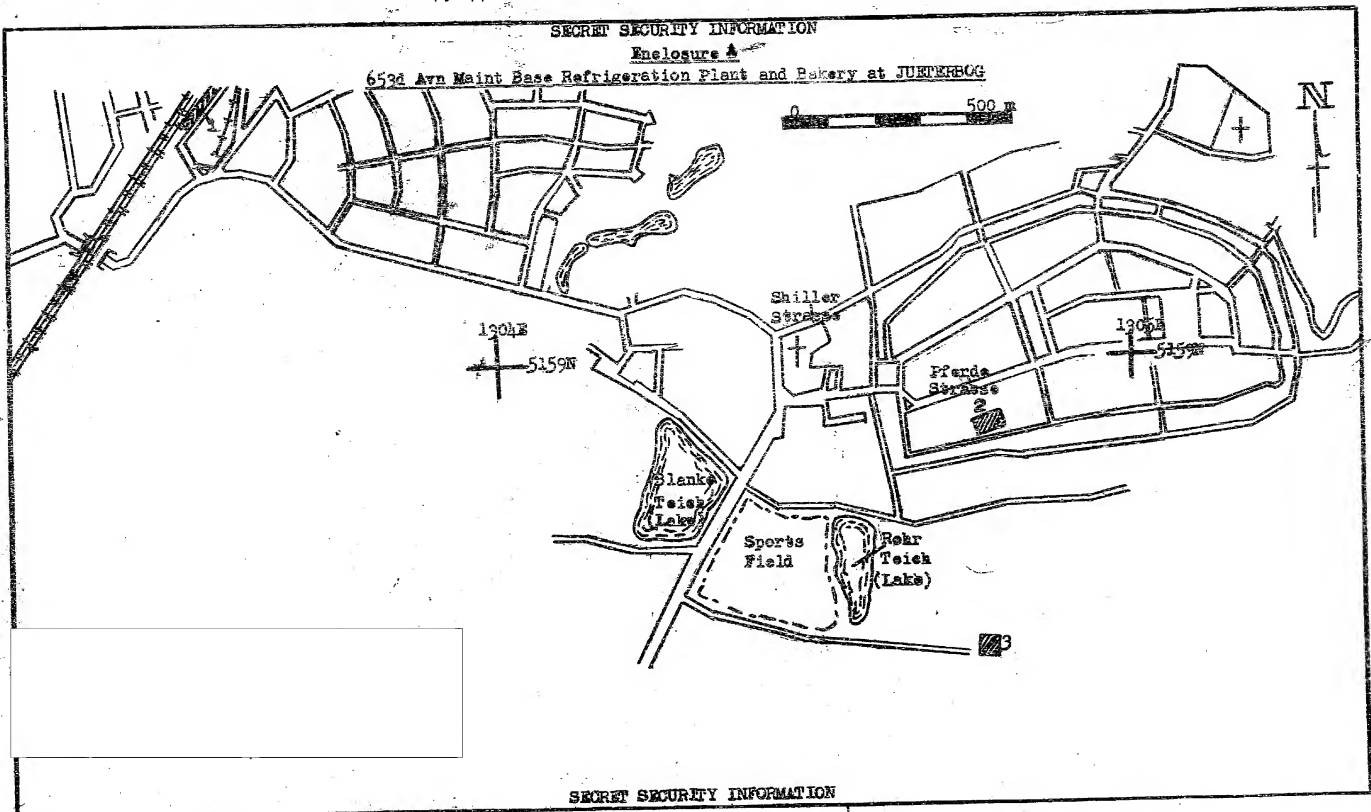 SECRET SECURITY INFORMATION
Enclosure A
653d Avn Maint Base Refrigeration Plant and Bakery at JUETERBOG
0 500 m
N
Shiller
Strasse
1304E
5159N
1305E
5159N
Pferde
Strasse
2
Blanke
Teich
(Lake)
Sports
Field
Rohr
Teich
(Lake)
3
SECRET SECURITY INFORMATION